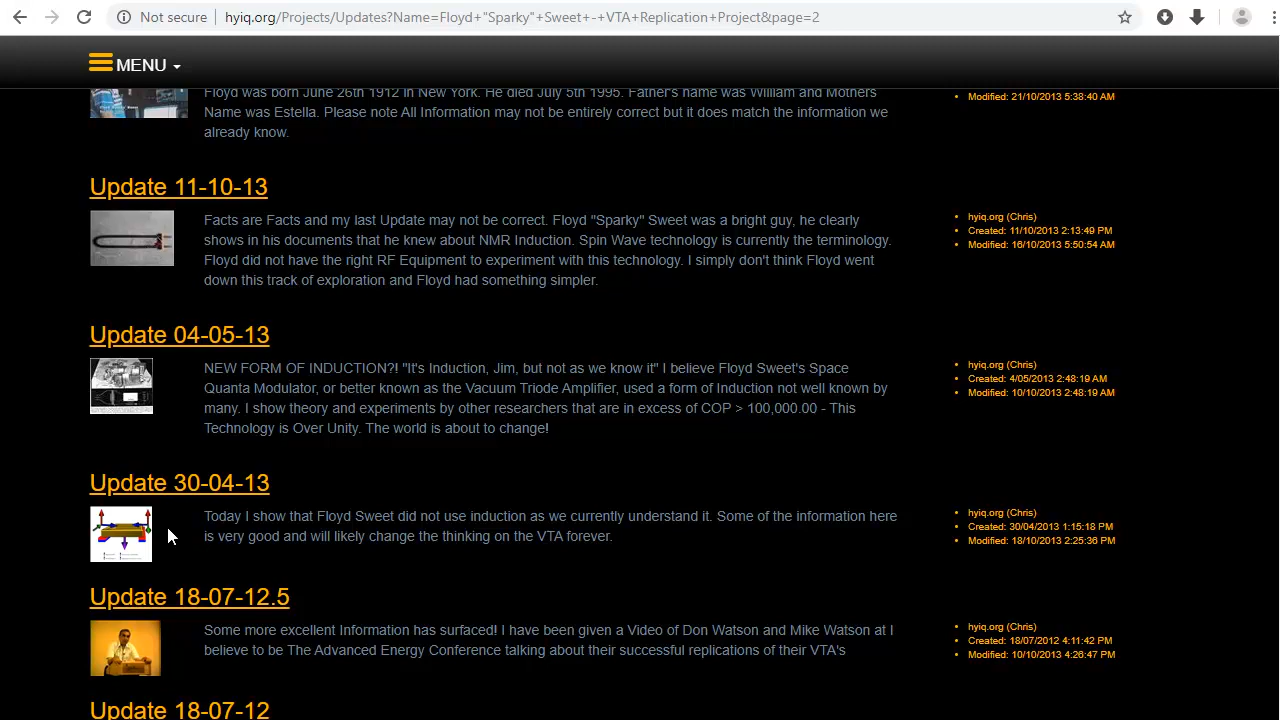 Not secure
hyiq.org/Projects/Updates?Name=Floyd+"Sparky"+Sweet+-+VTA+Replication+Project&page=2
MENU
Floyd was born June 26th 1912 in New York. He died July 5th 1995. Father's name was William and Mothers
Name was Estella. Please note All Information may not be entirely correct but it does match the information we
already know.
Modified: 21/10/2013 5:38:40 AM
Update 11-10-13
Facts are Facts and my last Update may not be correct. Floyd "Sparky" Sweet was a bright guy, he clearly
shows in his documents that he knew about NMR Induction. Spin Wave technology is currently the terminology.
Floyd did not have the right RF Equipment to experiment with this technology. I simply don't think Floyd went
down this track of exploration and Floyd had something simpler.
hyiq.org (Chris)
Created: 11/10/2013 2:13:49 PM
Modified: 16/10/2013 5:50:54 AM
Update 04-05-13
NEW FORM OF INDUCTION?! "It's Induction, Jim, but not as we know it" I believe Floyd Sweet's Space
Quanta Modulator, or better known as the Vacuum Triode Amplifier, used a form of Induction not well known by
many. I show theory and experiments by other researchers that are in excess of COP > 100,000.00 - This
Technology is Over Unity. The world is about to change!
hyiq.org (Chris)
Created: 4/05/2013 2:48:19 AM
Modified: 10/10/2013 2:48:19 AM
Update 30-04-13
Today I show that Floyd Sweet did not use induction as we currently understand it. Some of the information here
is very good and will likely change the thinking on the VTA forever.
hyiq.org (Chris)
Created: 30/04/2013 1:15:18 PM
Modified: 18/10/2013 2:25:36 PM
Update 18-07-12.5
Some more excellent Information has surfaced! I have been given a Video of Don Watson and Mike Watson at I
believe to be The Advanced Energy Conference talking about their successful replications of their VTA's
hyiq.org (Chris)
Created: 18/07/2012 4:11:42 PM
Modified: 10/10/2013 4:26:47 PM
Update 18-07-12